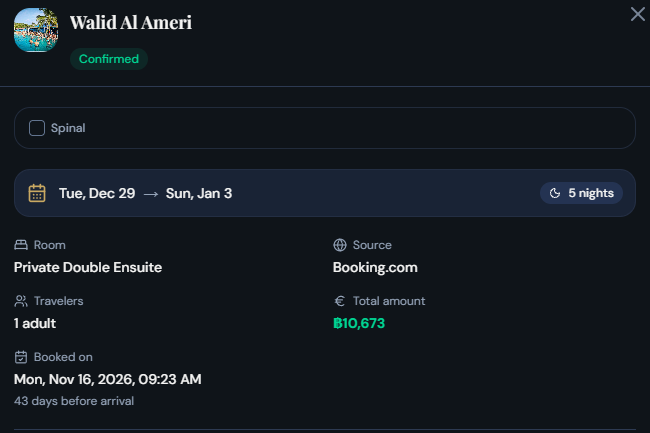 Walid Al Ameri
Confirmed
Spinal
Tue, Dec 29 → Sun, Jan 3
5 nights
Room
Private Double Ensuite
Source
Booking.com
Travelers
1 adult
€ Total amount
฿10,673
Booked on
Mon, Nov 16, 2026, 09:23 AM
43 days before arrival